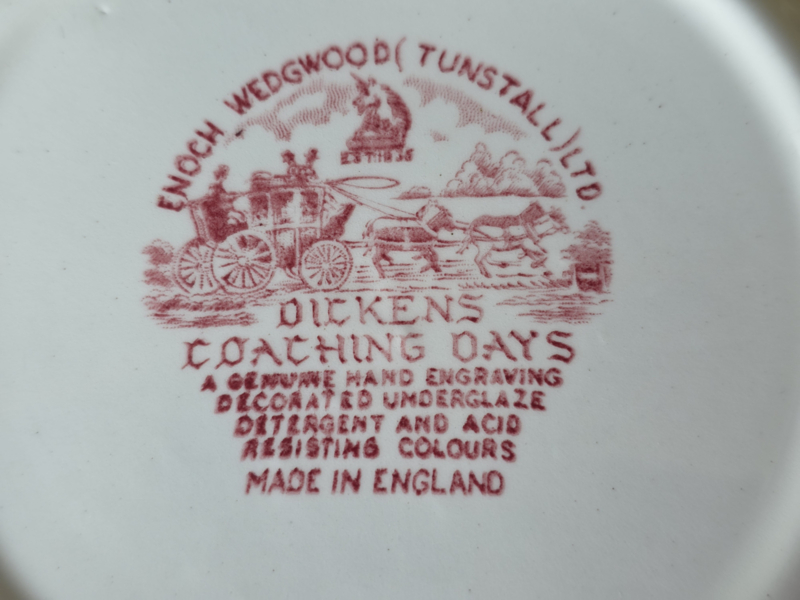 ENOCH WEDGWOOD (TUNSTALL) LTD.
EST. 1835
DICKENS
COACHING DAYS
A GENUINE HAND ENGRAVING
DECORATED UNDERGLAZE
DETERGENT AND ACID
RESISTING COLOURS
MADE IN ENGLAND